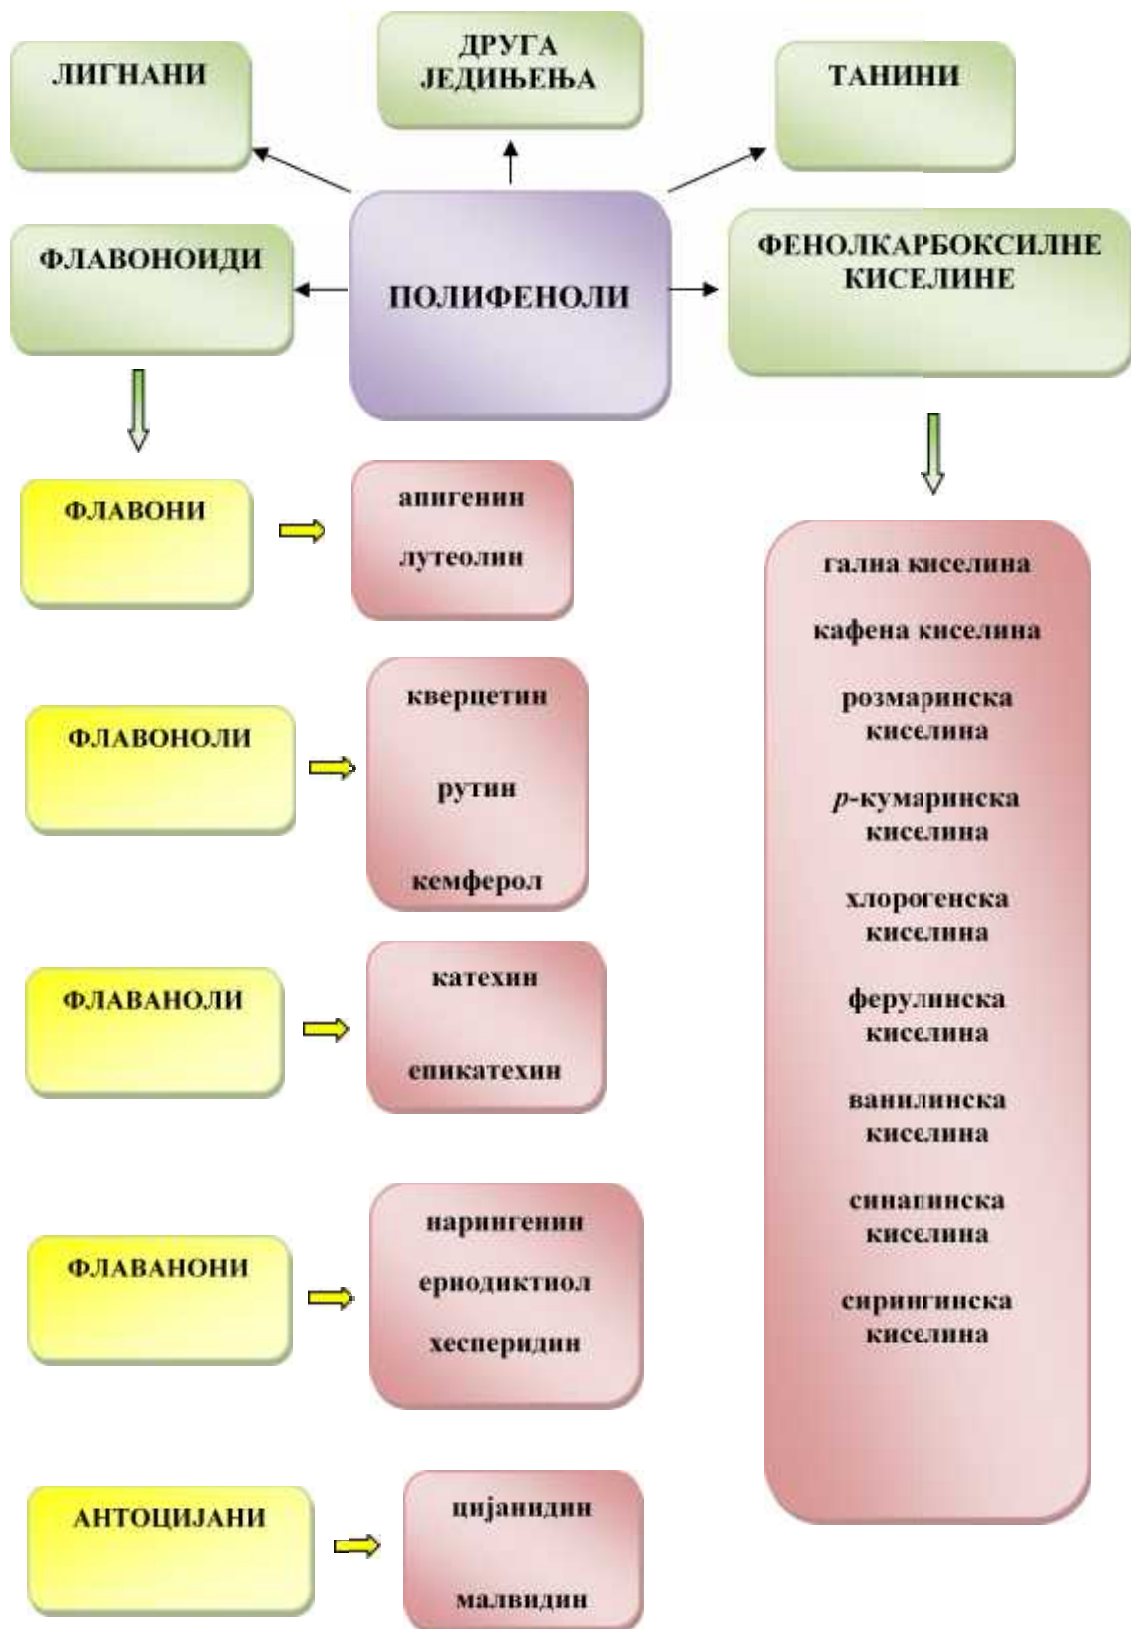 ДРУГА
ЈЕДИЊЕЊА
ЛИГНАНИ
ТАНИНИ
ФЛАВОНОИДИ
ПОЛИФЕНОЛИ
ФЕНОЛКАРБОКСИЛНЕ
КИСЕЛИНЕ
ФЛАВОНИ
апигенин
лутеолин
ФЛАВОНОЛИ
кверцетин
рутин
кемферол
ФЛАВАНОЛИ
катехин
епикатехин
ФЛАВАНОНИ
нарингенин
ериодиктиол
хесперидин
АНТОЦИЈАНИ
цијанидин
малвидин
гална киселина
кафена киселина
розмаринска
киселина
p-кумаринска
киселина
хлорогенска
киселина
ферулинска
киселина
ванилинска
киселина
синапинска
киселина
сирингинска
киселина